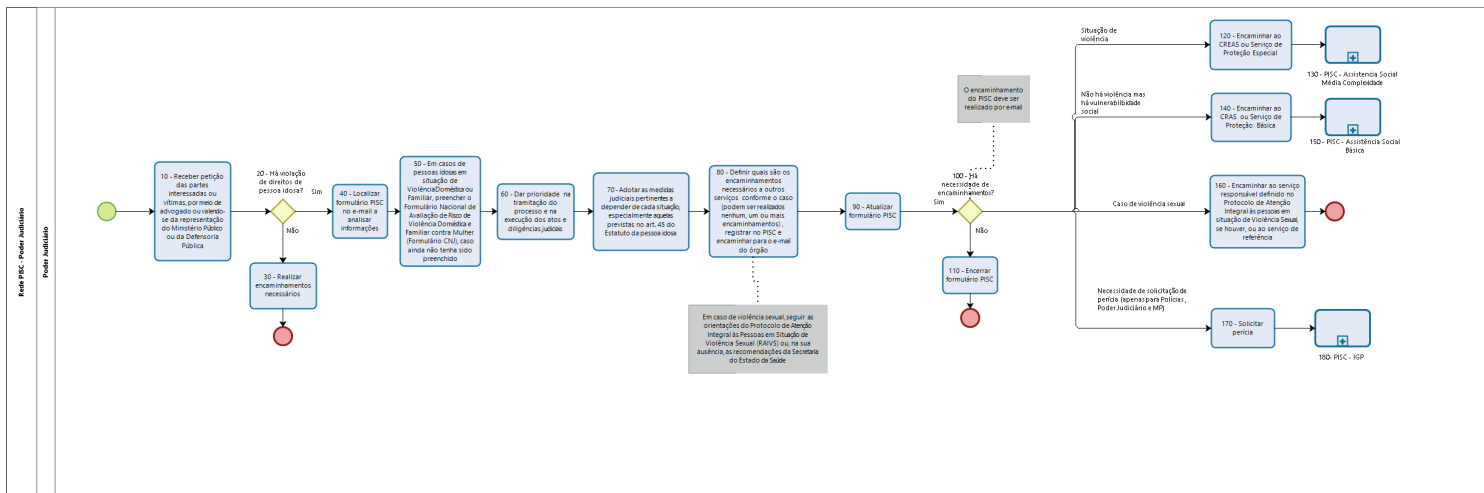 Rede PISC - Poder Judiciário
Poder Judiciário
10 - Receber petição
das partes
interessadas ou
vítimas, por meio de
advogado ou valendo-
se da representação
do Ministério Público
ou da Defensoria
Pública
20 - Há violação
de direitos de
pessoa idosa?
Sim
Não
30 - Realizar
encaminhamentos
necessários
40 - Localizar
formulário PISC
no e-mail a
analisar
informações
50 - Em casos de
pessoas idosas em
situação de
Violência Doméstica
ou Familiar, preencher o
Formulário Nacional de
Avaliação de Risco de
Violência Doméstica e
Familiar contra Mulher
(Formulário CNJ), caso
ainda não tenha sido
preenchido
60 - Dar prioridade na
tramitação do
processo e na
execução dos atos e
diligências judiciais
70 - Adotar as medidas
judiciais pertinentes a
depender de cada situação,
especialmente aquelas
previstas no art. 45 do
Estatuto da pessoa idosa
80 - Definir quais são os
encaminhamentos
necessários a outros
serviços conforme o caso
(podem ser realizados
nenhum, um ou mais
encaminhamentos) ,
registrar no PISC e
encaminhar para o e-mail
do órgão
Em caso de violência sexual, seguir as
orientações do Protocolo de Atenção
Integral às Pessoas em Situação de
Violência Sexual (RAIVS) ou, na sua
ausência, as recomendações da Secretaria
do Estado da Saúde
90 - Atualizar
formulário PISC
O encaminhamento
do PISC deve ser
realizado por e-mail
100 - Há
necessidade de
encaminhamentos?
Sim
Não
110 - Encerrar
formulário PISC
Situação de
violência
120 - Encaminhar ao
CREAS ou Serviço de
Proteção Especial
130 - PISC - Assistencia Social
Média Complexidade
Não há violência mas
há vulnerabilbidade
social
140 - Encaminhar ao
CRAS ou Serviço de
Proteção Básica
150 - PISC - Assistência Social
Básica
Caso de violência sexual
160 - Encaminhar ao serviço
responsável definido no
Protocolo de Atenção
Integral às pessoas em
situação de Violência Sexual,
se houver, ou ao serviço de
referência
Necessidade de solicitação de
perícia (apenas para Polícias ,
Poder Judiciário e MP)
170 - Solicitar
perícia
180- PISC - IGP